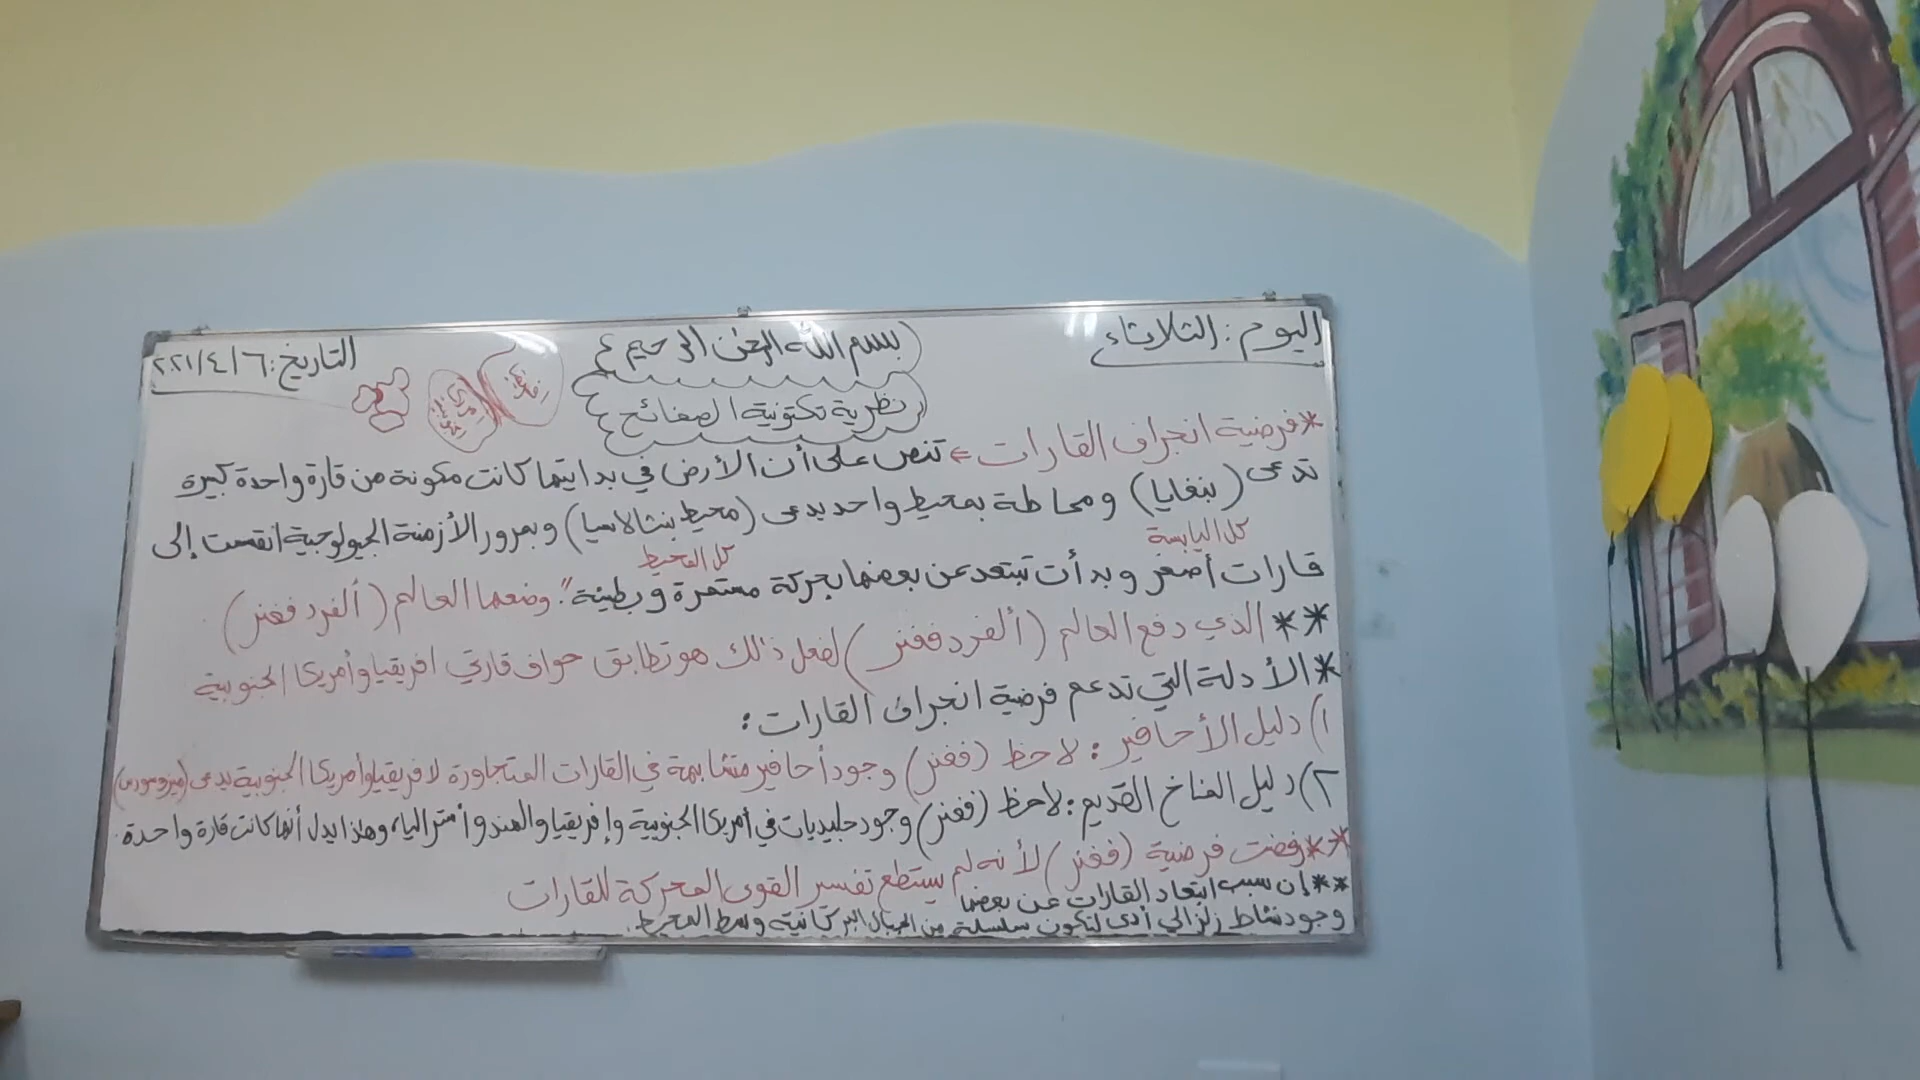 اليوم: الثلاثاء
بسم الله الرحمن الرحيم
التاريخ: ٢٠٢١/٤/٦
نظرية تكتونية الصفائح
*فرضية انجراف القارات ⇐ تنص على أن الأرض في بدايتها كانت مكونة من قارة واحدة كبيرة
تدعى (بنغايا) ومحاطة بمحيط واحد يدعى (محيط بنثالاسيا) وبمرور الأزمنة الجيولوجية انقسمت إلى
كل اليابسة
كل المحيط
قارات أصغر وبدأت تبتعد عن بعضها بحركة مستمرة وبطيئة". وضعها العالم (ألفرد فغنر)
** الذي دفع العالم (ألفرد فغنر) لفعل ذلك هو تطابق حواف قارتي افريقيا وأمريكا الجنوبية
*الأدلة التي تدعم فرضية انجراف القارات:
١) دليل الأحافير: لاحظ (فغنر) وجود أحافير متشابهة في القارات المتجاورة لافريقيا وأمريكا الجنوبية يدعى
٢) دليل المناخ القديم: لاحظ (فغنر) وجود جليديات في أمريكا الجنوبية وإفريقيا والهند وأستراليا، وهذا يدل أنها كانت قارة واحدة.
**رفضت فرضية (فغنر) لأنه لم يستطع تفسر القوى المحركة للقارات
** إن سبب ابتعاد القارات عن بعضها
وجود نشاط زلزالي أدى لتكون سلسلة من الجبال البركانية وسط المحيط.